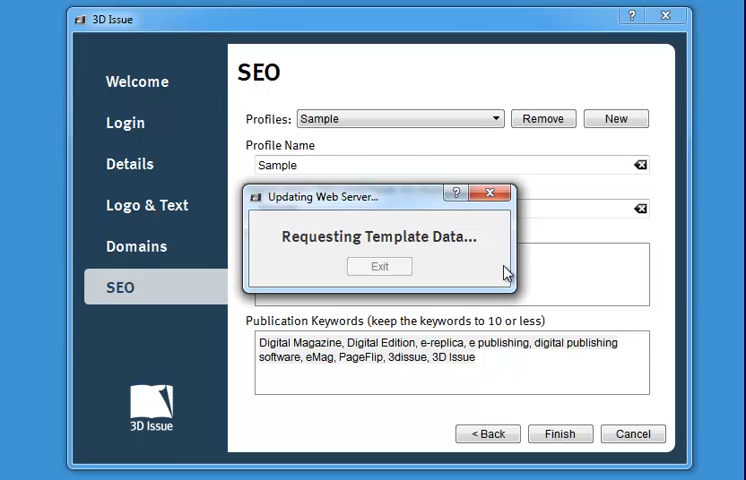 3D Issue
SEO
Welcome
Login
Details
Logo & Text
Domains
SEO
3D Issue
Profiles: Sample Remove New
Profile Name
Sample
Updating Web Server...
Requesting Template Data...
Exit
Publication Keywords (keep the keywords to 10 or less)
Digital Magazine, Digital Edition, e-replica, e publishing, digital publishing
software, eMag, PageFlip, 3dissue, 3D Issue
< Back Finish Cancel